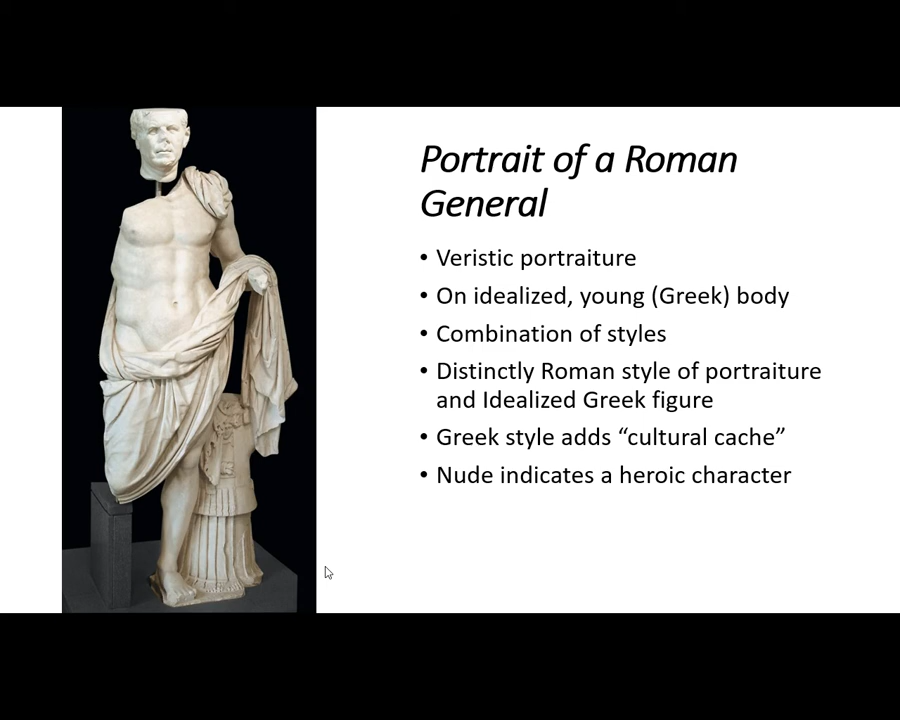 Portrait of a Roman
General
• Veristic portraiture
• On idealized, young (Greek) body
• Combination of styles
• Distinctly Roman style of portraiture
and Idealized Greek figure
• Greek style adds “cultural cache”
• Nude indicates a heroic character